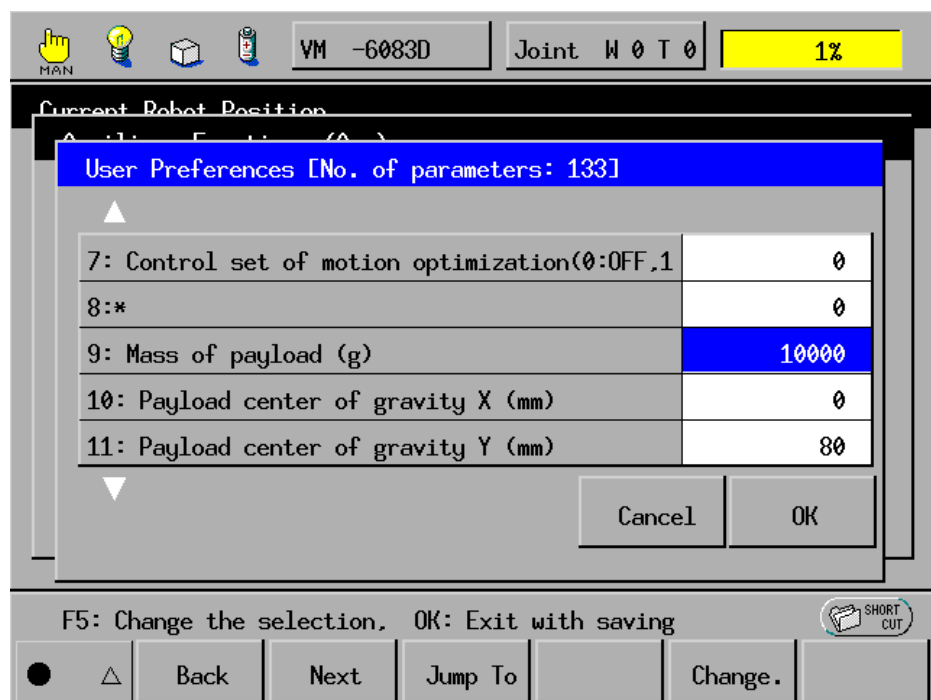 MAN
VM -6083D
Joint W 0 T 0
1%
Current Robot Position
User Preferences [No. of parameters: 133]
7: Control set of motion optimization(0:OFF,1
0
8:*
0
9: Mass of payload (g)
10000
10: Payload center of gravity X (mm)
0
11: Payload center of gravity Y (mm)
80
Cancel
OK
F5: Change the selection, OK: Exit with saving
SHORT
CUT
Back
Next
Jump To
Change.